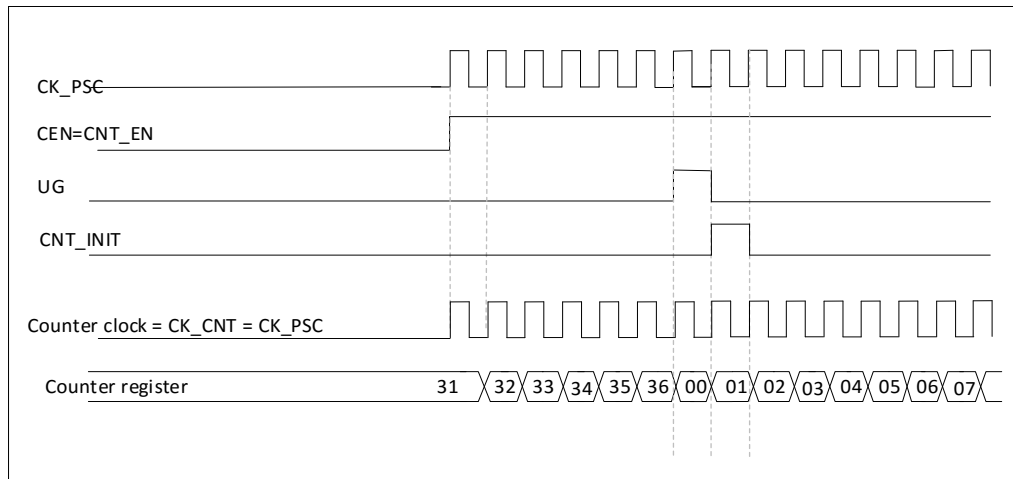 CK_PSC
CEN=CNT_EN
UG
CNT_INIT
Counter clock = CK_CNT = CK_PSC
Counter register 31 32 33 34 35 36 00 01 02 03 04 05 06 07